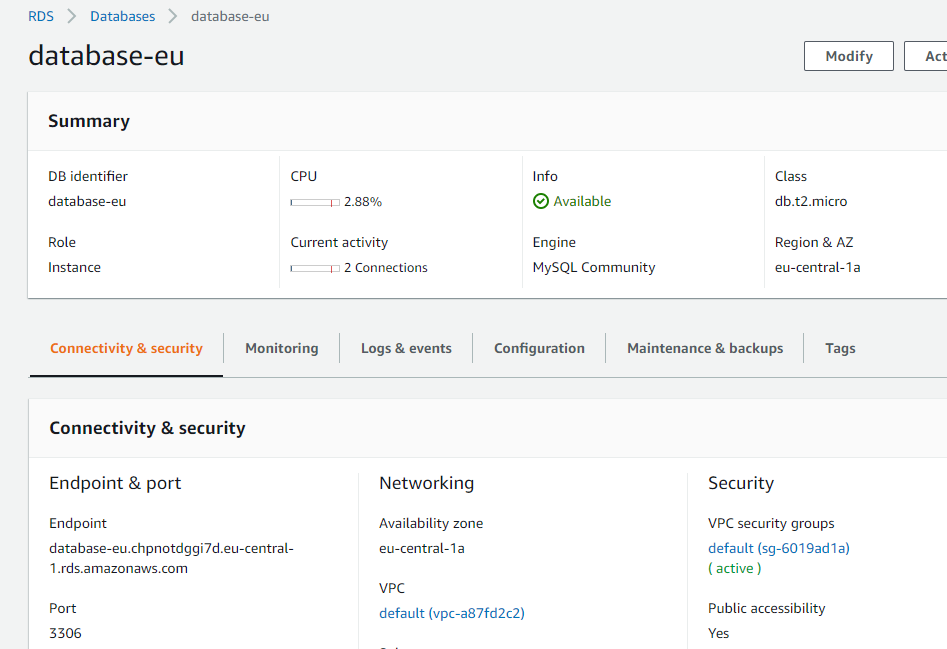 RDS > Databases > database-eu
database-eu
Modify
Act
Summary
DB identifier
database-eu
CPU
2.88%
Info
Available
Class
db.t2.micro
Role
Instance
Current activity
2 Connections
Engine
MySQL Community
Region & AZ
eu-central-1a
Connectivity & security
Monitoring
Logs & events
Configuration
Maintenance & backups
Tags
Connectivity & security
Endpoint & port
Endpoint
database-eu.chpnotdggi7d.eu-central-
1.rds.amazonaws.com
Port
3306
Networking
Availability zone
eu-central-1a
VPC
default (vpc-a87fd2c2)
Security
VPC security groups
default (sg-6019ad1a)
( active )
Public accessibility
Yes